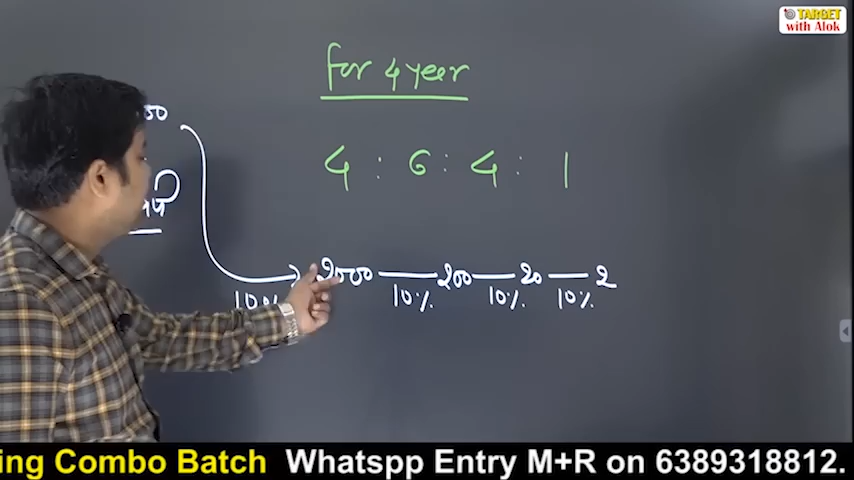 TARGET
with Alok
for 4 year
4 : 6 : 4 : 1
10%
2000 — 200 — 20 — 2
10% 10% 10%
ing Combo Batch Whatspp Entry M+R on 6389318812.